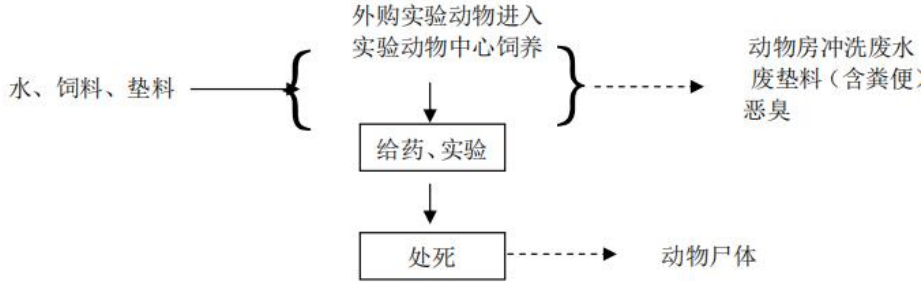 外购实验动物进入
实验动物中心饲养
水、饲料、垫料
动物房冲洗废水
废垫料（含粪便）
恶臭
给药、实验
处死
动物尸体